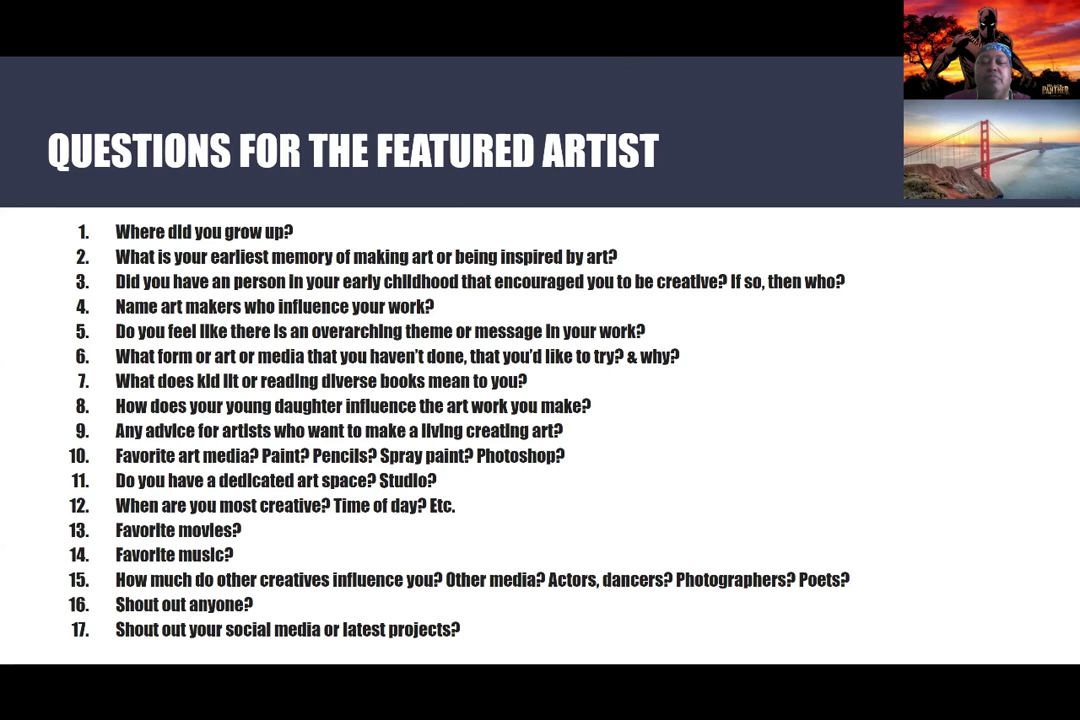 QUESTIONS FOR THE FEATURED ARTIST
1. Where did you grow up?
2. What is your earliest memory of making art or being inspired by art?
3. Did you have an person in your early childhood that encouraged you to be creative? If so, then who?
4. Name art makers who influence your work?
5. Do you feel like there is an overarching theme or message in your work?
6. What form or art or media that you haven't done, that you'd like to try? & why?
7. What does kid lit or reading diverse books mean to you?
8. How does your young daughter influence the art work you make?
9. Any advice for artists who want to make a living creating art?
10. Favorite art media? Paint? Pencils? Spray paint? Photoshop?
11. Do you have a dedicated art space? Studio?
12. When are you most creative? Time of day? Etc.
13. Favorite movies?
14. Favorite music?
15. How much do other creatives influence you? Other media? Actors, dancers? Photographers? Poets?
16. Shout out anyone?
17. Shout out your social media or latest projects?
PANTHER